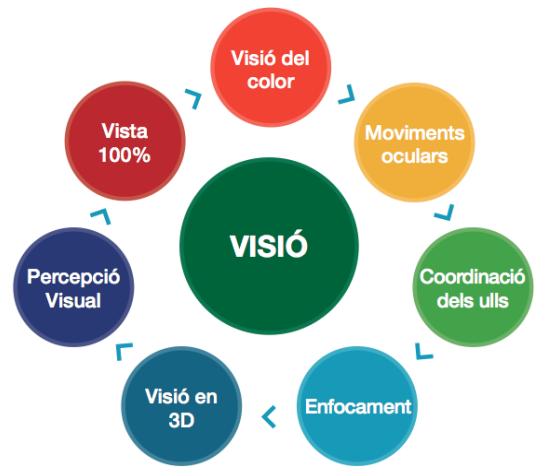 Visió del
color
Moviments
oculars
Coordinació
dels ulls
Enfocament
Visió en
3D
Percepció
Visual
Vista
100%
VISIÓ